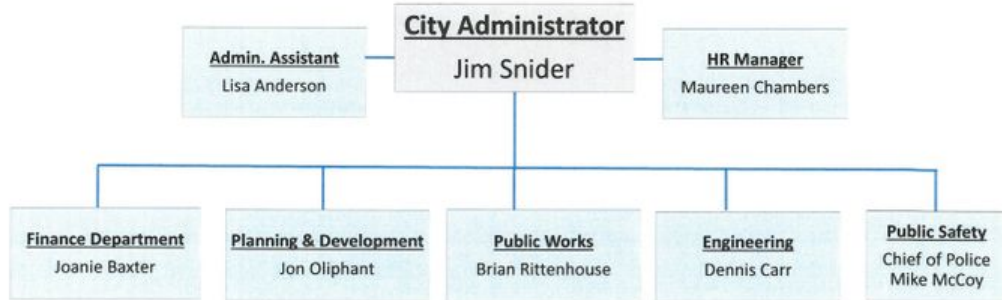 City Administrator
Jim Snider
Admin. Assistant
Lisa Anderson
HR Manager
Maureen Chambers
Finance Department
Joanie Baxter
Planning & Development
Jon Oliphant
Public Works
Brian Rittenhouse
Engineering
Dennis Carr
Public Safety
Chief of Police
Mike McCoy